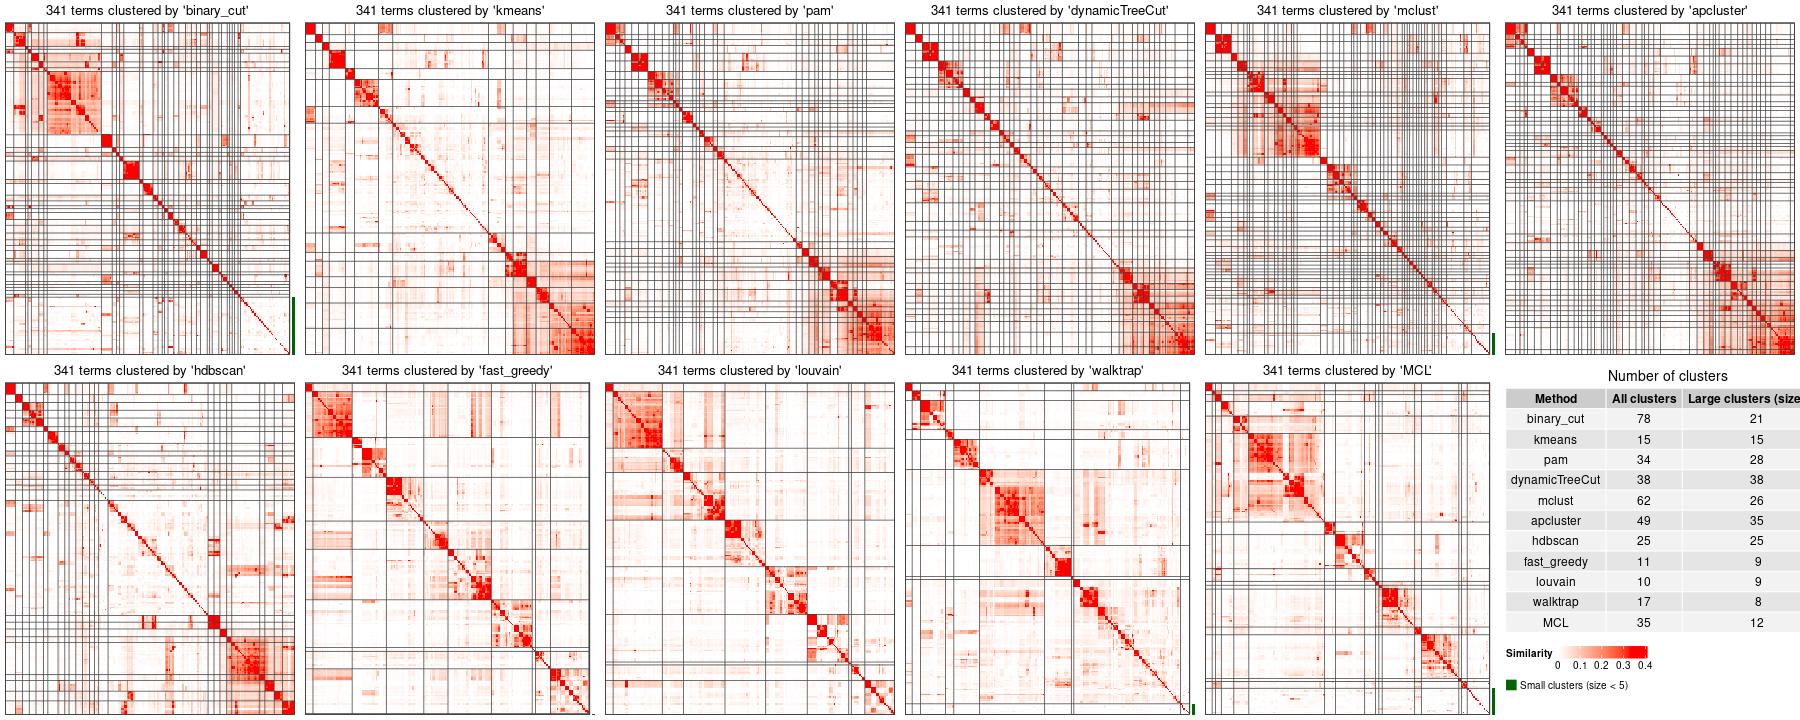 341 terms clustered by 'binary_cut'
341 terms clustered by 'kmeans'
341 terms clustered by 'pam'
341 terms clustered by 'dynamicTreeCut'
341 terms clustered by 'mclust'
341 terms clustered by 'apcluster'
341 terms clustered by 'hdbscan'
341 terms clustered by 'fast_greedy'
341 terms clustered by 'louvain'
341 terms clustered by 'walktrap'
341 terms clustered by 'MCL'
Number of clusters
Method All clusters Large clusters (size
binary_cut 78 21
kmeans 15 15
pam 34 28
dynamicTreeCut 38 38
mclust 62 26
apcluster 49 35
hdbscan 25 25
fast_greedy 11 9
louvain 10 9
walktrap 17 8
MCL 35 12
Similarity
0 0.1 0.2 0.3 0.4
Small clusters (size < 5)